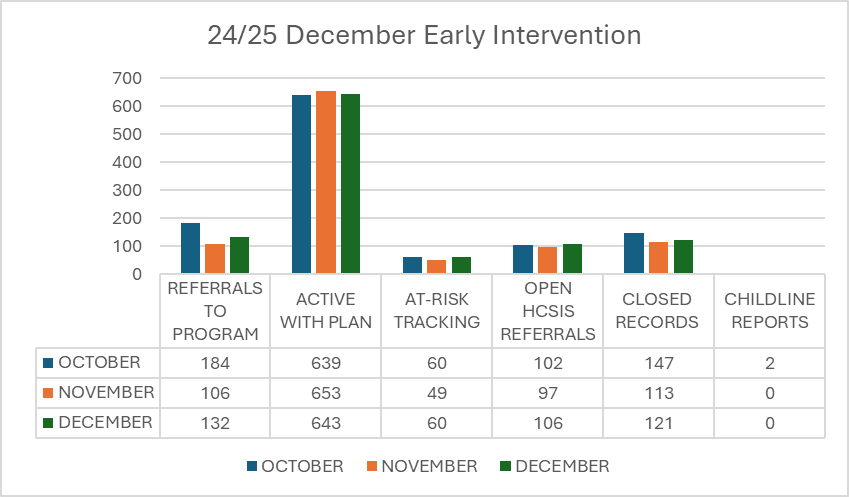 24/25 December Early Intervention
700
600
500
400
300
200
100
0
REFERRALS TO PROGRAM ACTIVE WITH PLAN AT-RISK TRACKING OPEN HCSIS REFERRALS CLOSED RECORDS CHILDLINE REPORTS
OCTOBER 184 639 60 102 147 2
NOVEMBER 106 653 49 97 113 0
DECEMBER 132 643 60 106 121 0
OCTOBER NOVEMBER DECEMBER